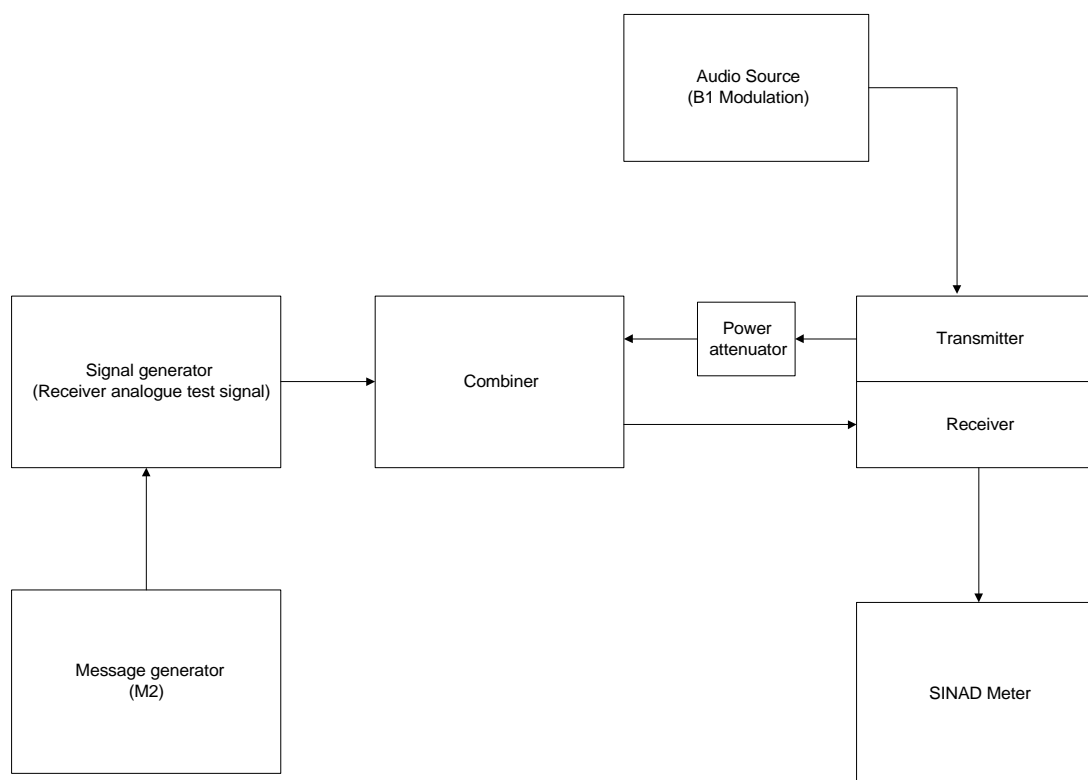 Audio Source
(B1 Modulation)
Signal generator
(Receiver analogue test signal)
Combiner
Power
attenuator
Transmitter
Receiver
Message generator
(M2)
SINAD Meter